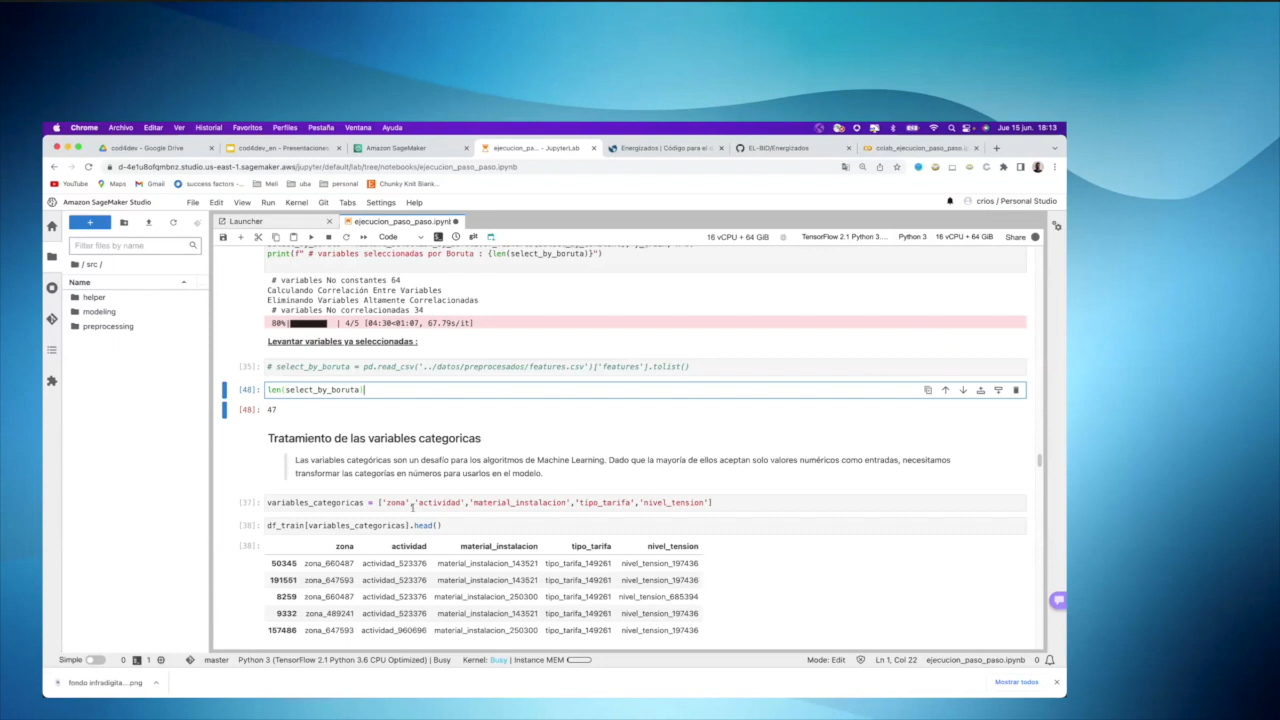 Chrome Archivo Editar Ver Historial Favoritos Perfiles Pestaña Ventana Ayuda Jue 15 jun. 18:13
cod4dev – Google Drive cod4dev_en – Presentaciones Amazon SageMaker ejecucion_pa... – JupyterLab Energizados | Código para el d EL-BID/Energizados cclab_ejecucion_paso_paso.i
d-4e1u8ofqmbnz.studio.us-east-1.sagemaker.aws/jupyter/default/lab/tree/notebooks/ejecucion_paso_paso.ipynb
YouTube Maps Gmail success factors -... Meli uba personal Chunky Knit Blank...
Amazon SageMaker Studio File Edit View Run Kernel Git Tabs Settings Help crios / Personal Studio
Launcher ejecucion_paso_paso.ipynb
Filter files by name
Code git 16 vCPU + 64 GiB TensorFlow 2.1 Python 3.... Python 3 16 vCPU + 64 GiB Share
/ src /
Name
helper
modeling
preprocessing
print(f" # variables seleccionadas por Boruta : {len(select_by_boruta)}")
# variables No constantes 64
Calculando Correlación Entre Variables
Eliminando Variables Altamente Correlacionadas
# variables No correlacionadas 34
80%| | 4/5 [04:30<01:07, 67.79s/it]
Levantar variables ya seleccionadas :
[35]: # select_by_boruta = pd.read_csv('../datos/preprocesados/features.csv')['features'].tolist()
[48]: len(select_by_boruta)
[48]: 47
Tratamiento de las variables categoricas
Las variables categóricas son un desafío para los algoritmos de Machine Learning. Dado que la mayoría de ellos aceptan solo valores numéricos como entradas, necesitamos
transformar las categorías en números para usarlos en el modelo.
[37]: variables_categoricas = ['zona','actividad','material_instalacion','tipo_tarifa','nivel_tension']
[38]: df_train[variables_categoricas].head()
[38]: zona actividad material_instalacion tipo_tarifa nivel_tension
50345 zona_660487 actividad_523376 material_instalacion_143521 tipo_tarifa_149261 nivel_tension_197436
191551 zona_647593 actividad_523376 material_instalacion_143521 tipo_tarifa_149261 nivel_tension_197436
8259 zona_660487 actividad_523376 material_instalacion_250300 tipo_tarifa_149261 nivel_tension_685394
9332 zona_489241 actividad_523376 material_instalacion_143521 tipo_tarifa_149261 nivel_tension_197436
157486 zona_647593 actividad_960696 material_instalacion_250300 tipo_tarifa_149261 nivel_tension_197436
Simple 0 1 master Python 3 (TensorFlow 2.1 Python 3.6 CPU Optimized) | Busy Kernel: Busy | Instance MEM Mode: Edit Ln 1, Col 22 ejecucion_paso_paso.ipynb 0
fondo infradigita....png Mostrar todos